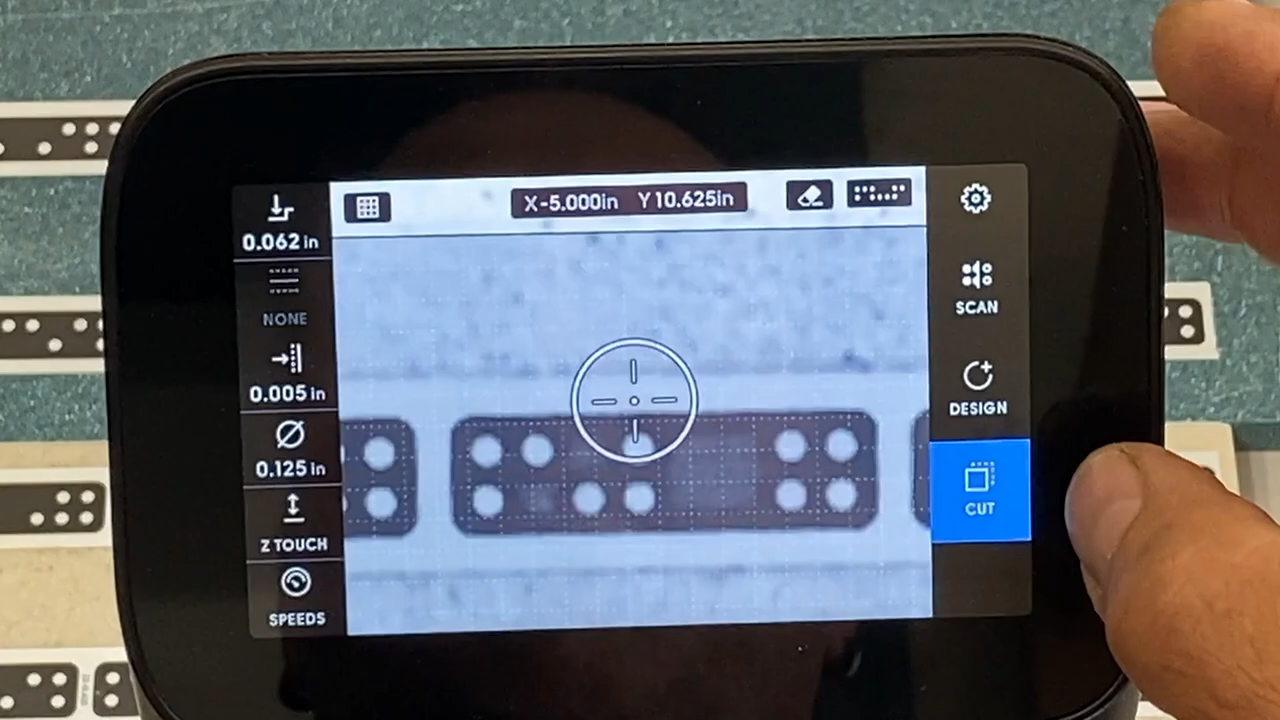 X-5.000in Y10.625in
0.062 in
NONE
0.005 in
0.125 in
Z TOUCH
SPEEDS
SCAN
DESIGN
CUT